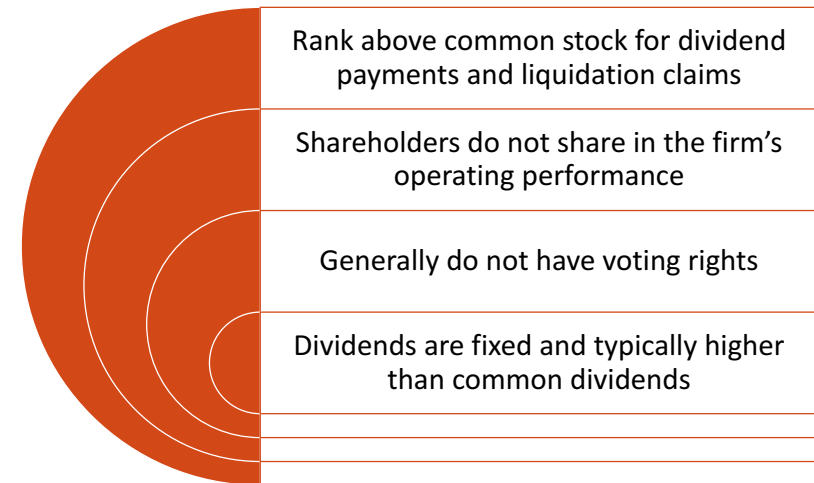 Rank above common stock for dividend
payments and liquidation claims
Shareholders do not share in the firm’s
operating performance
Generally do not have voting rights
Dividends are fixed and typically higher
than common dividends